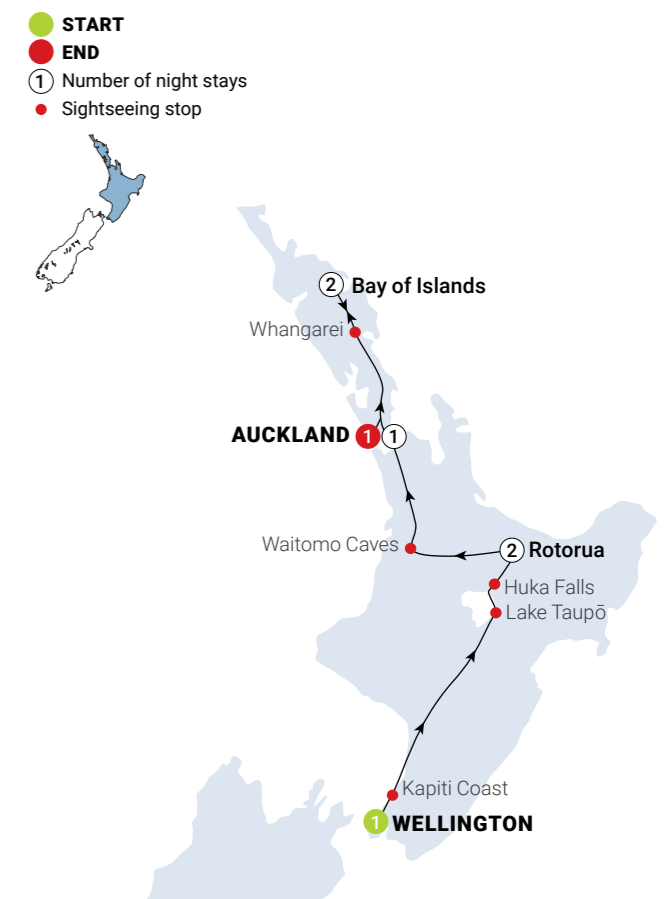 START
END
1 Number of night stays
Sightseeing stop
2 Bay of Islands
Whangarei
AUCKLAND 1 1
Waitomo Caves
2 Rotorua
Huka Falls
Lake Taupō
Kapiti Coast
1 WELLINGTON